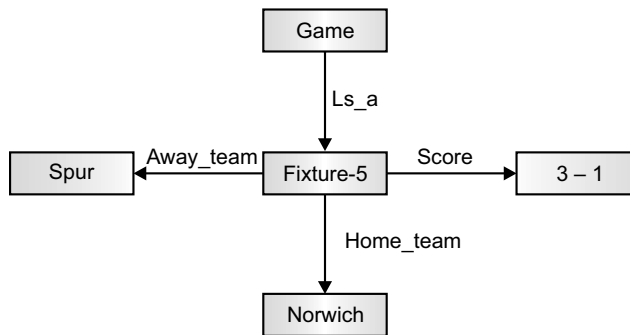 Game
Ls_a
Spur
Away_team
Fixture-5
Score
3 – 1
Home_team
Norwich